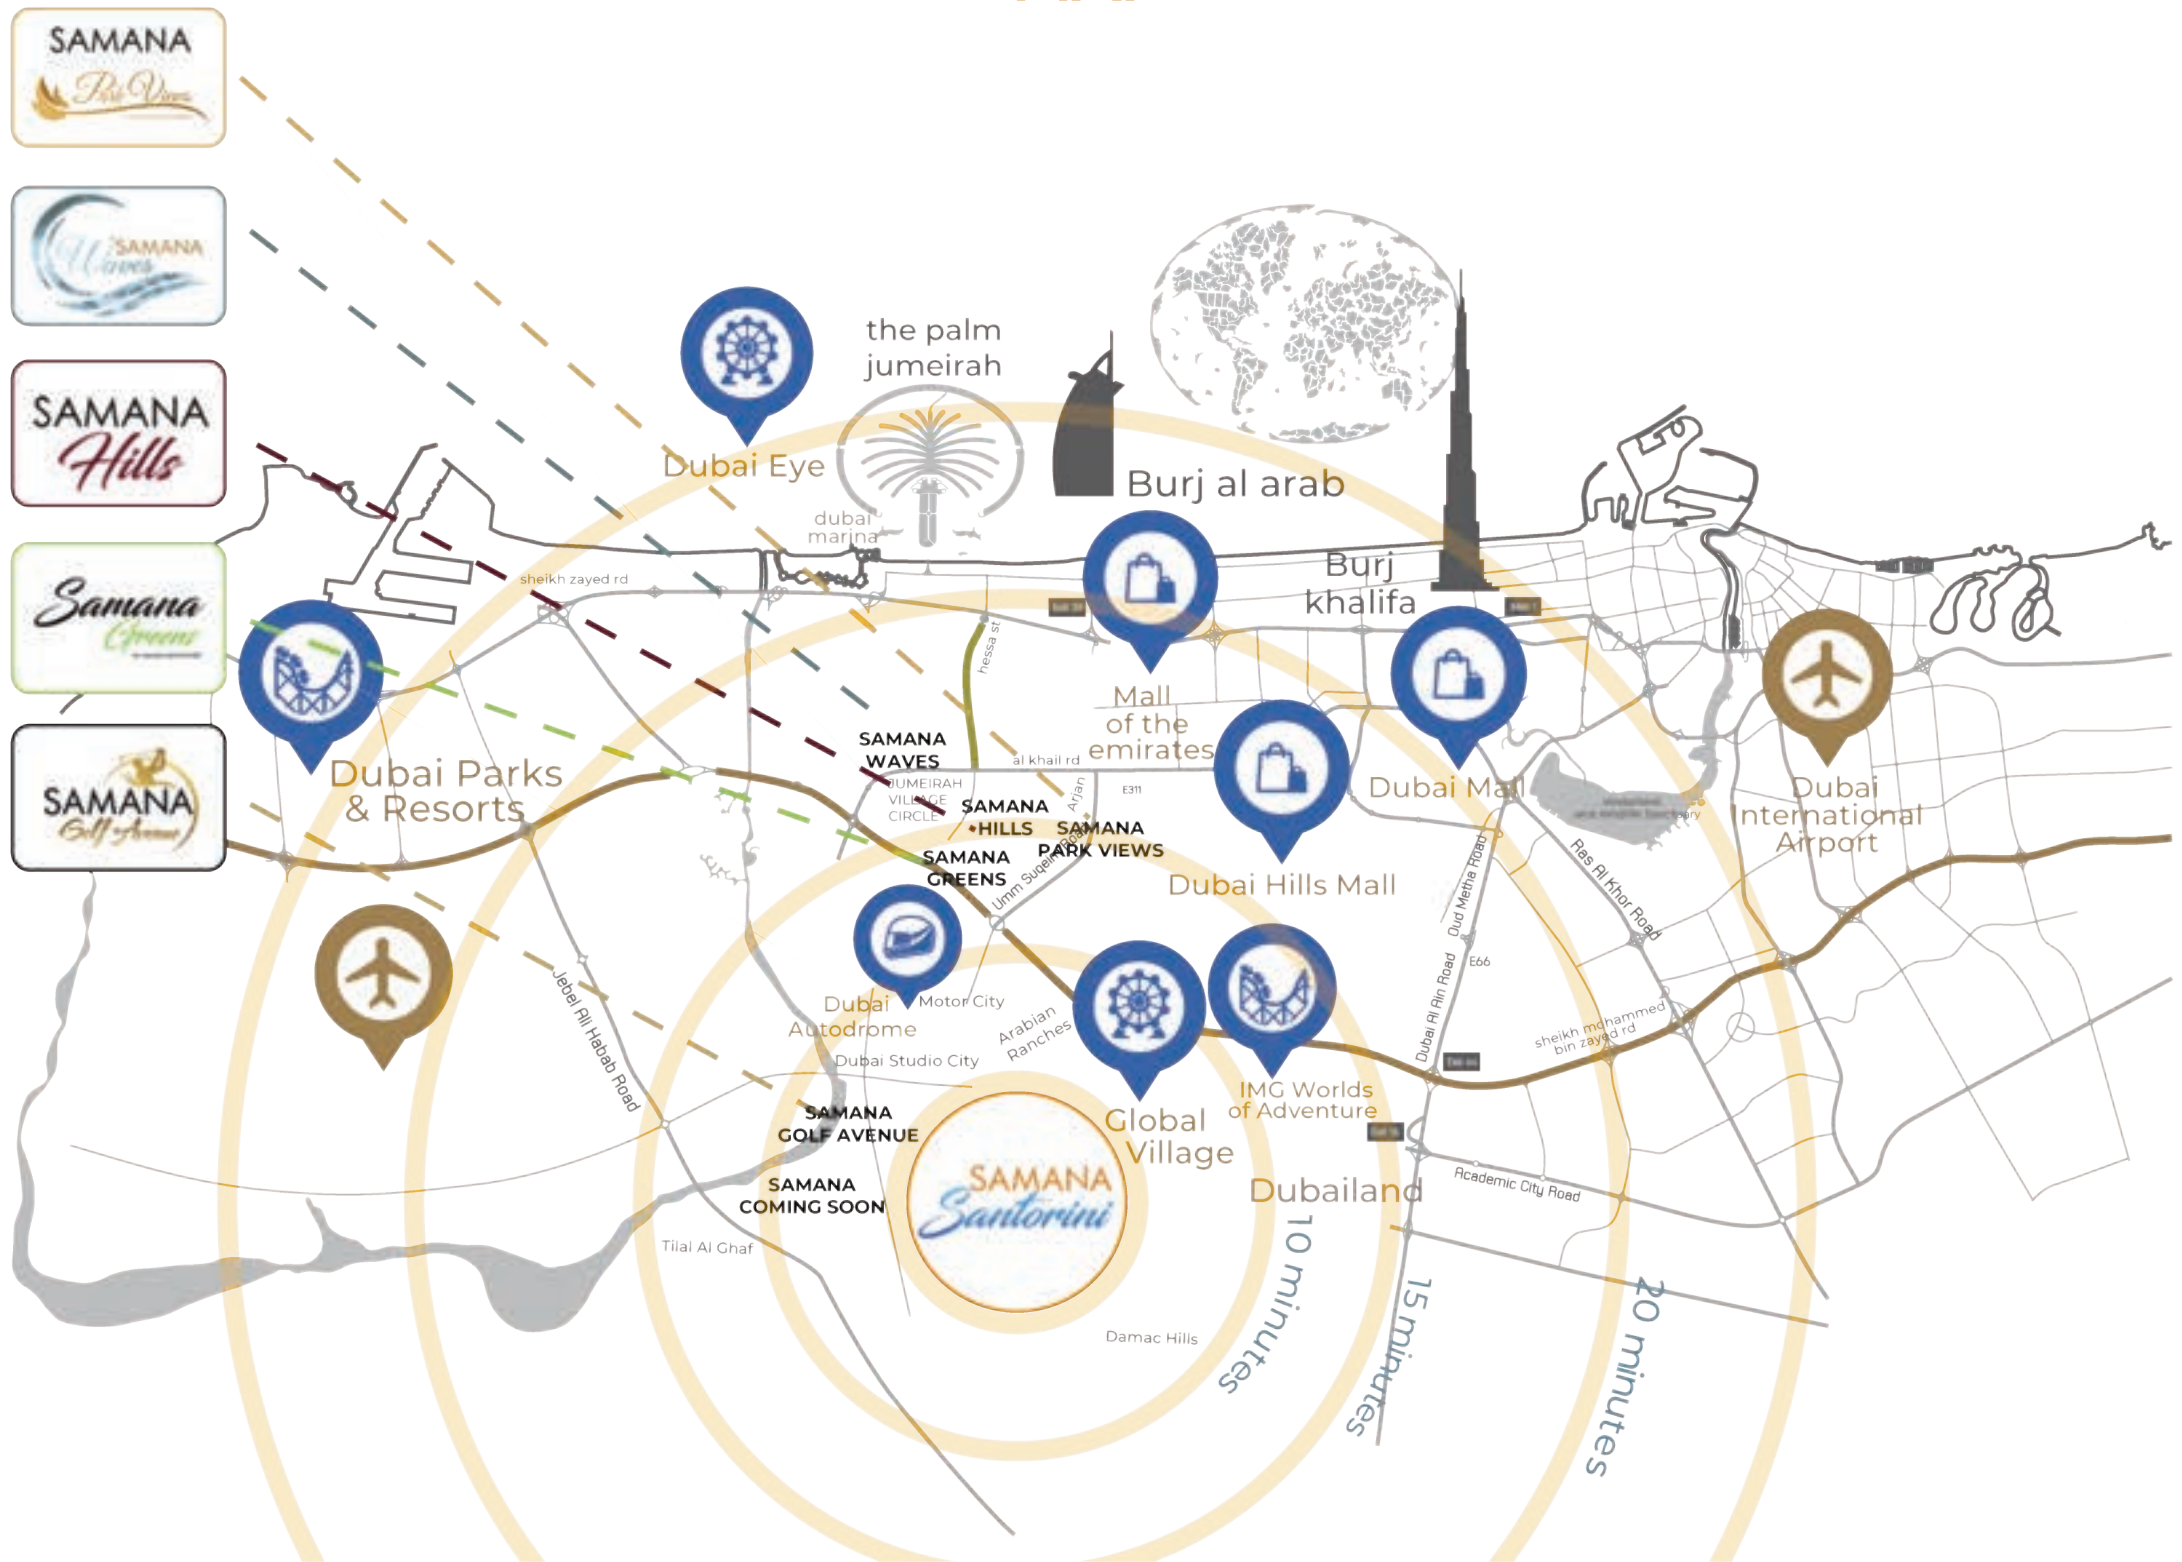 SAMANA
Park Views
SAMANA
Waves
SAMANA
Hills
Samana
Greens
SAMANA
Golf Avenue
the palm
jumeirah
Dubai Eye
Burj al arab
dubai
marina
sheikh zayed rd
Burj
khalifa
hessa st
Mall
of the
emirates
SAMANA
WAVES
al khail rd
JUMEIRAH
VILLAGE
CIRCLE
Arjan
E311
Dubai Parks
& Resorts
Dubai Mall
Dubai
International
Airport
SAMANA
HILLS
SAMANA
PARK VIEWS
SAMANA
GREENS
Umm Suqeim Road
Dubai Hills Mall
Oud Metha Road
Ras Al Khor Road
E66
Jebel Ali Habab Road
Dubai
Autodrome
Motor City
Arabian
Ranches
Dubai Studio City
Dubai Al Ain Road
sheikh mohammed
bin zayed rd
IMG Worlds
of Adventure
Global
Village
SAMANA
GOLF AVENUE
SAMANA
COMING SOON
SAMANA
Santorini
Dubailand
Academic City Road
Tilal Al Ghaf
Damac Hills
10 minutes
15 minutes
20 minutes